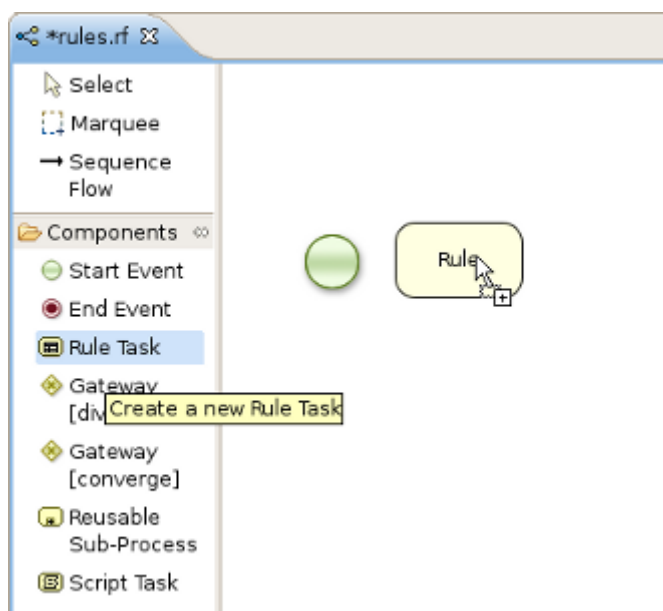 *rules.rf
Select
Marquee
Sequence
Flow
Components
Start Event
End Event
Rule Task
Gateway
[div
Create a new Rule Task
Gateway
[converge]
Reusable
Sub-Process
Script Task
Rule